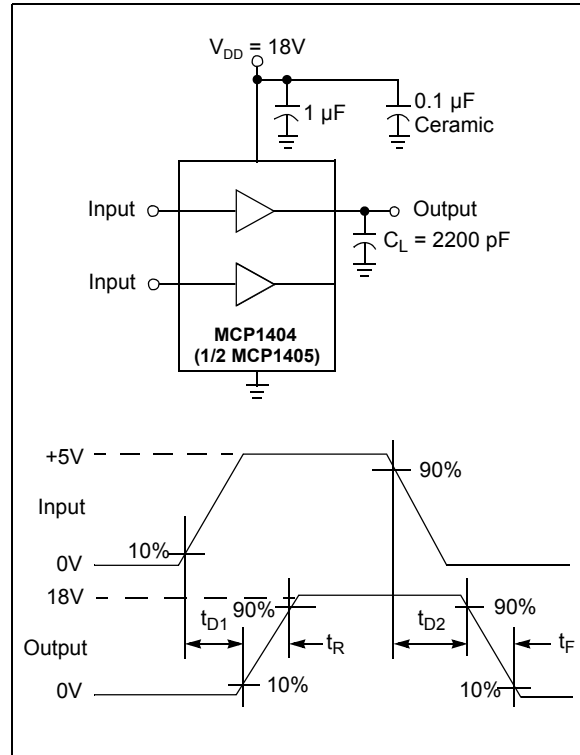 V_DD = 18V
1 µF
0.1 µF
Ceramic
Input
Output
C_L = 2200 pF
Input
MCP1404
(1/2 MCP1405)
+5V
90%
Input
10%
0V
18V
90%
t_D1
t_R
t_D2
90%
t_F
Output
0V
10%
10%